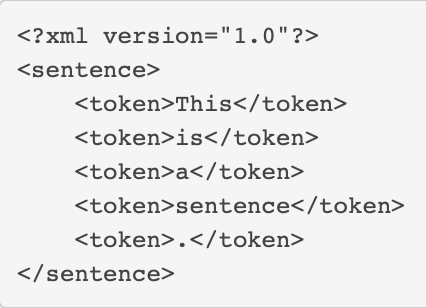 <?xml version="1.0"?>
<sentence>
    <token>This</token>
    <token>is</token>
    <token>a</token>
    <token>sentence</token>
    <token>.</token>
</sentence>